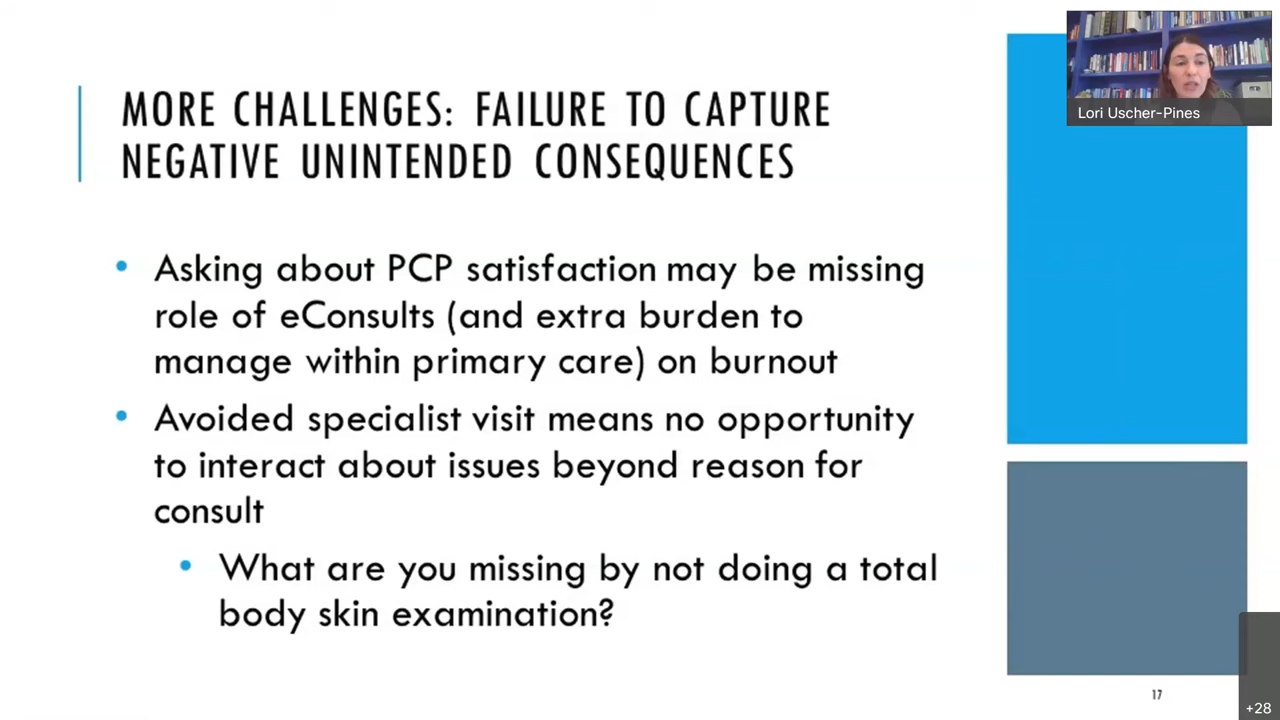 MORE CHALLENGES: FAILURE TO CAPTURE
NEGATIVE UNINTENDED CONSEQUENCES
Lori Uscher-Pines
• Asking about PCP satisfaction may be missing
role of eConsults (and extra burden to
manage within primary care) on burnout
• Avoided specialist visit means no opportunity
to interact about issues beyond reason for
consult
• What are you missing by not doing a total
body skin examination?
17
+28